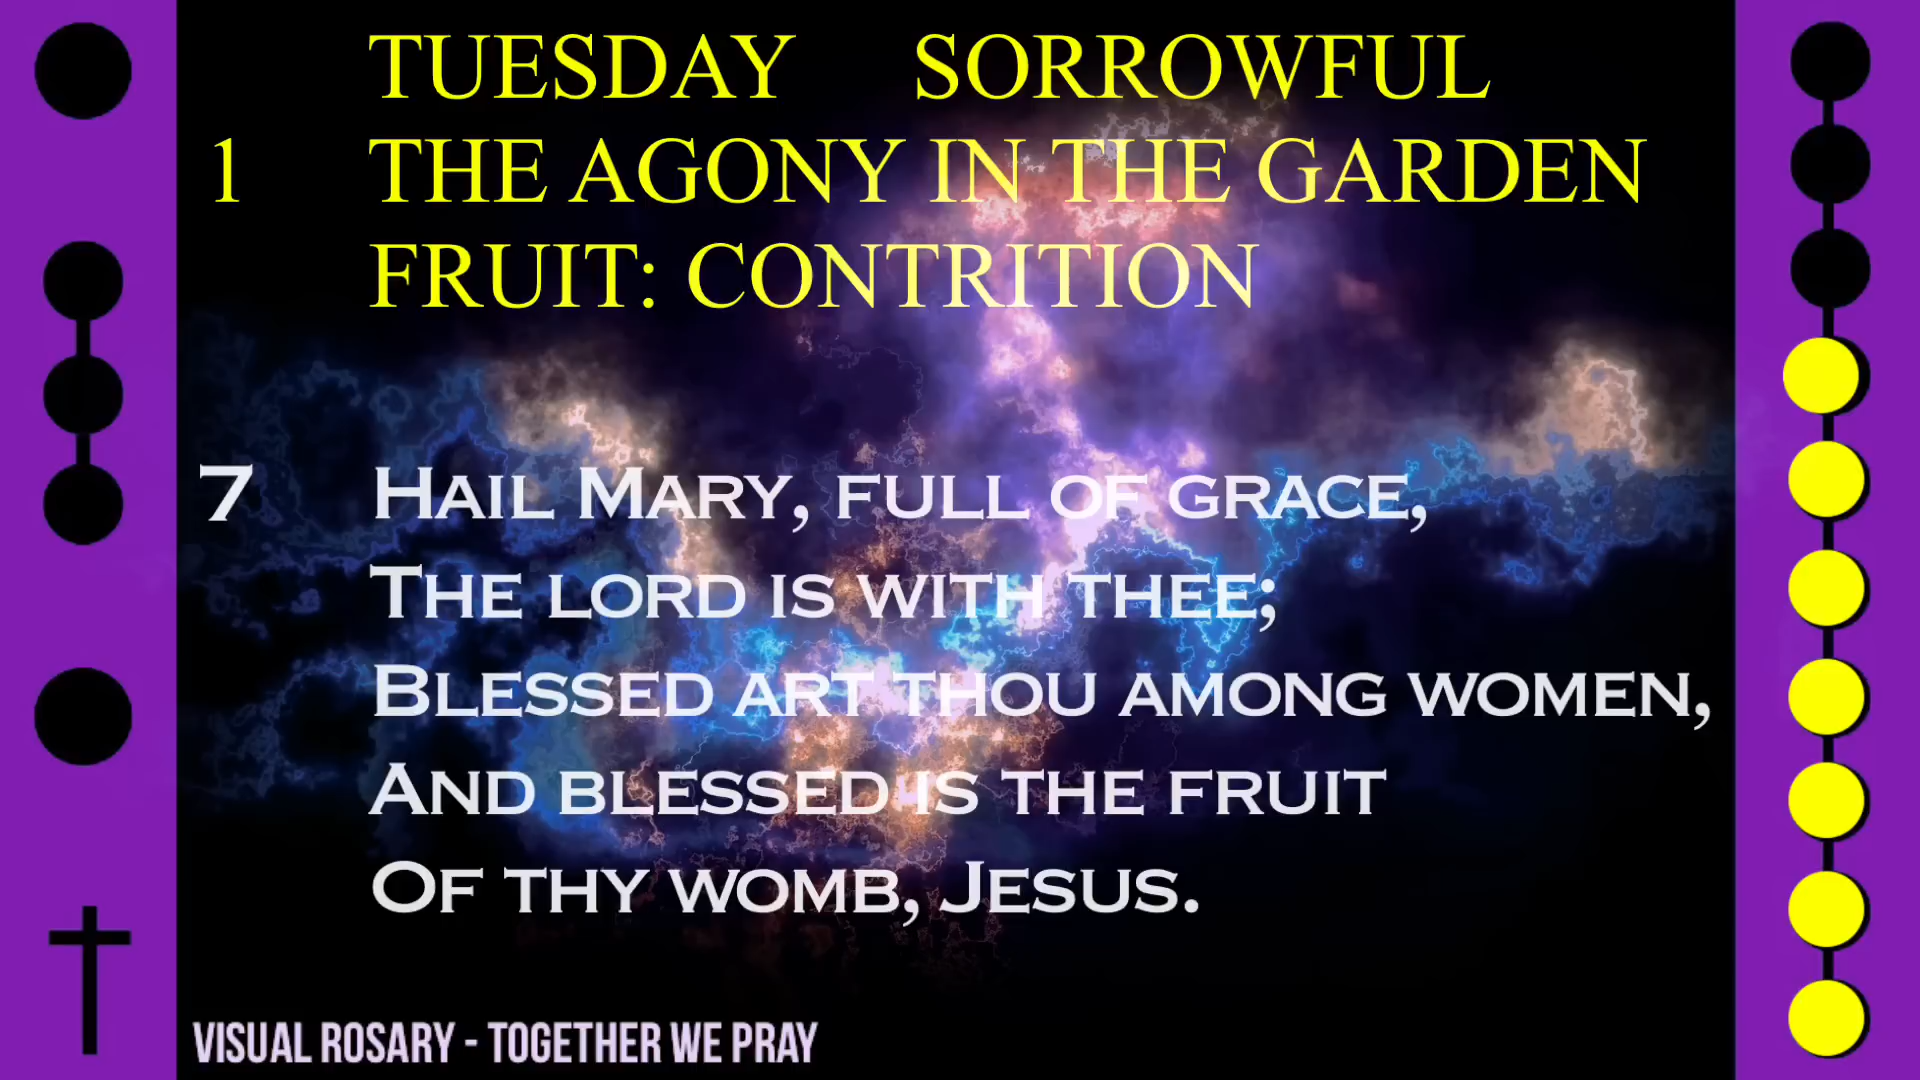 TUESDAY SORROWFUL
1 THE AGONY IN THE GARDEN
FRUIT: CONTRITION
7 HAIL MARY, FULL OF GRACE,
THE LORD IS WITH THEE;
BLESSED ART THOU AMONG WOMEN,
AND BLESSED IS THE FRUIT
OF THY WOMB, JESUS.
VISUAL ROSARY - TOGETHER WE PRAY